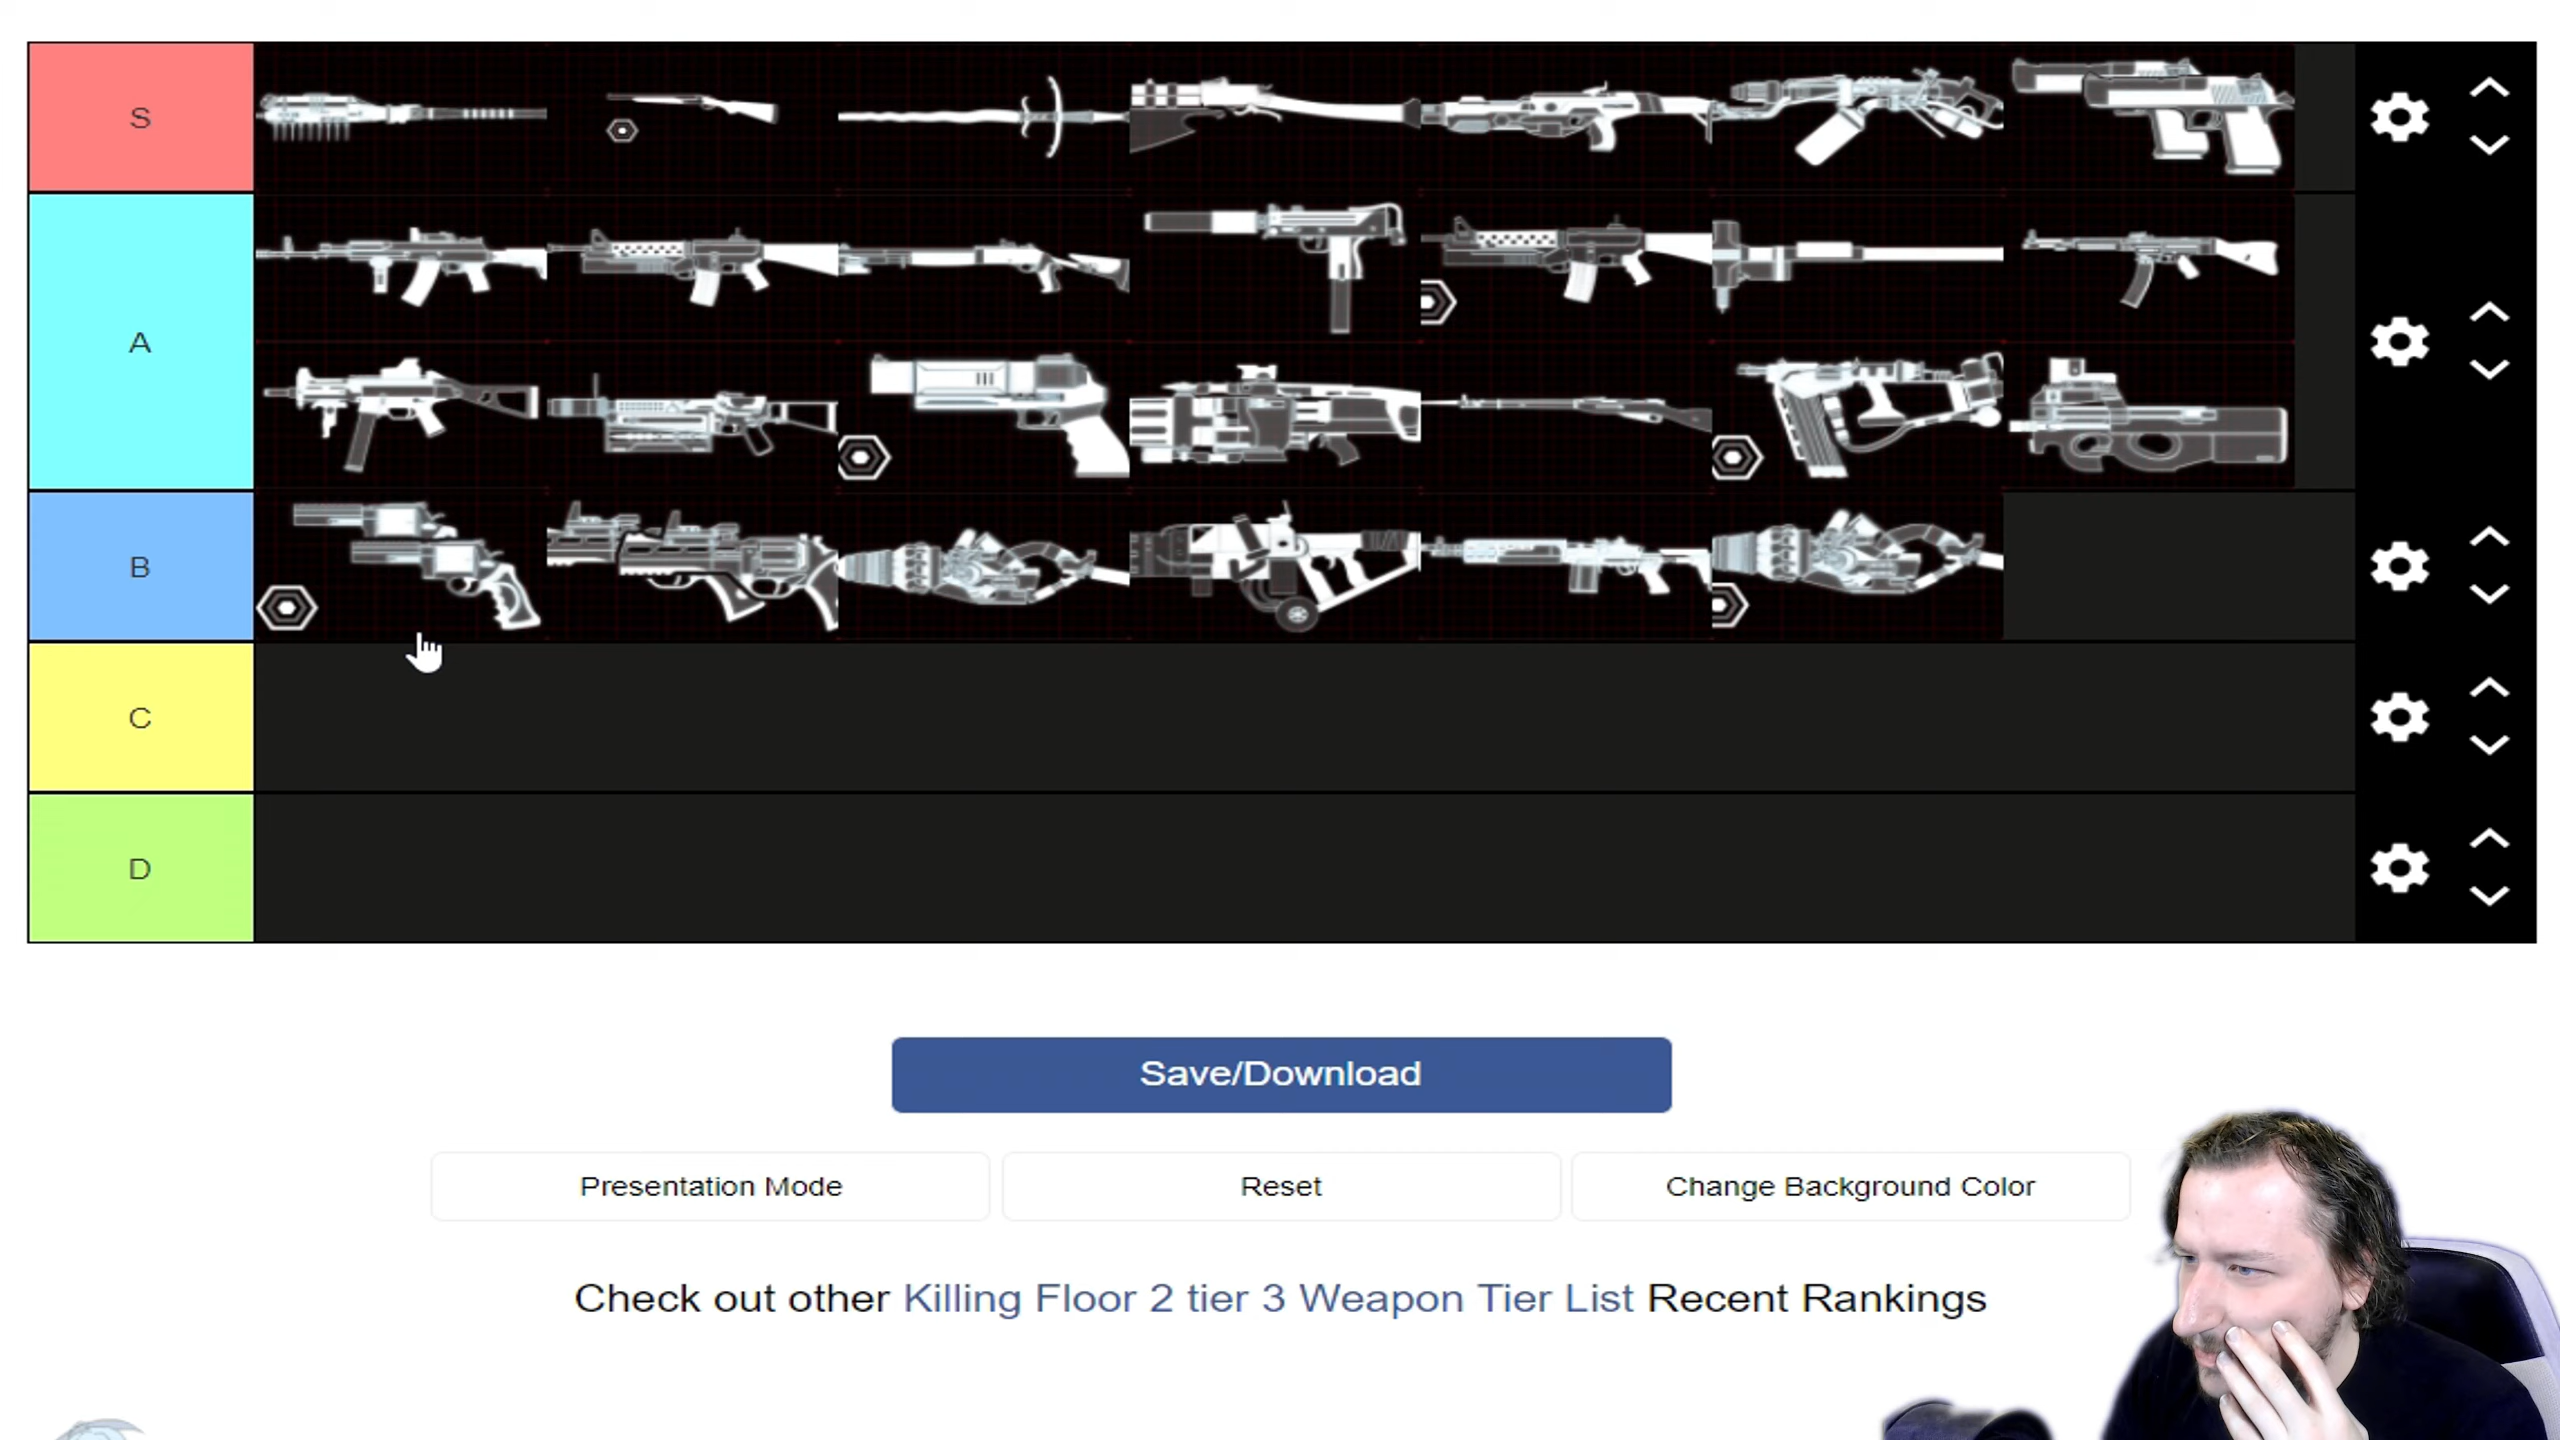 S
A
B
C
D
Save/Download
Presentation Mode
Reset
Change Background Color
Check out other Killing Floor 2 tier 3 Weapon Tier List Recent Rankings